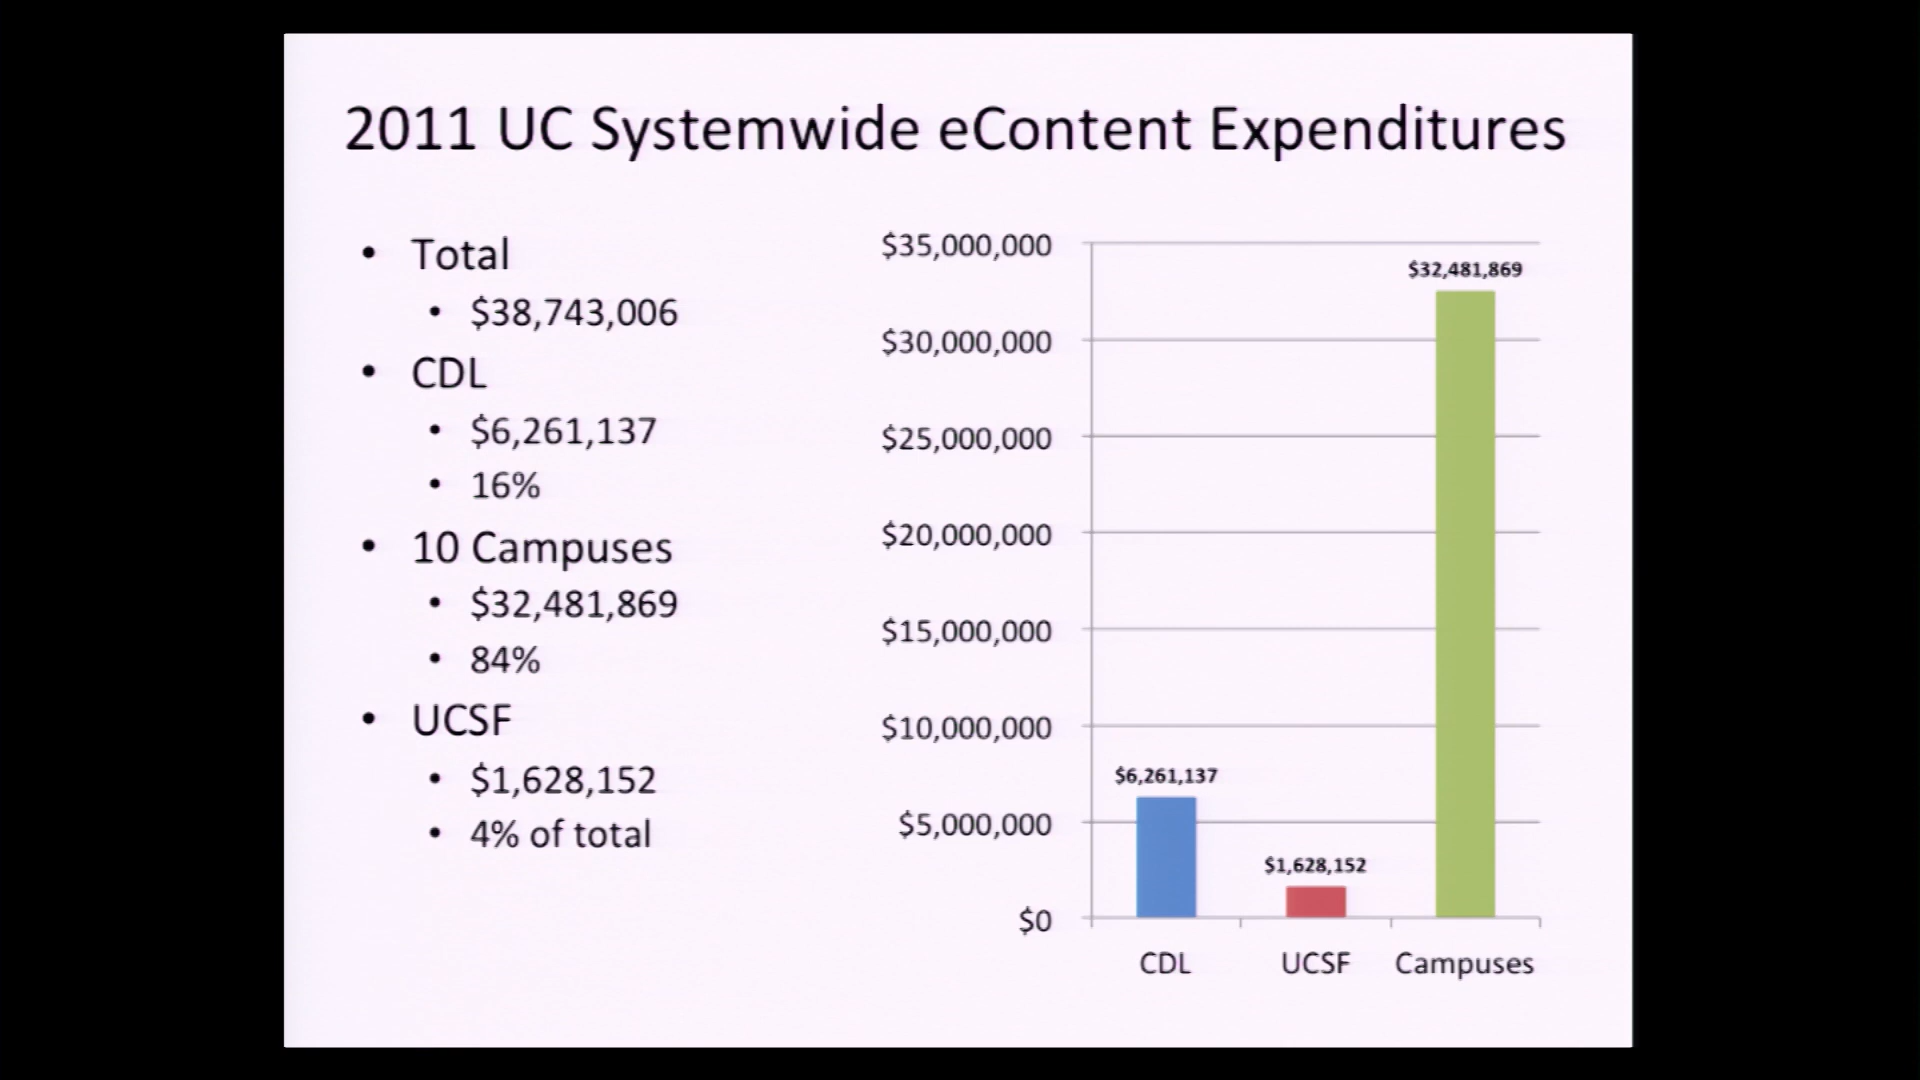 2011 UC Systemwide eContent Expenditures
• Total
• $38,743,006
• CDL
• $6,261,137
• 16%
• 10 Campuses
• $32,481,869
• 84%
• UCSF
• $1,628,152
• 4% of total
$35,000,000
$30,000,000
$25,000,000
$20,000,000
$15,000,000
$10,000,000
$5,000,000
$0
$6,261,137
$1,628,152
$32,481,869
CDL
UCSF
Campuses